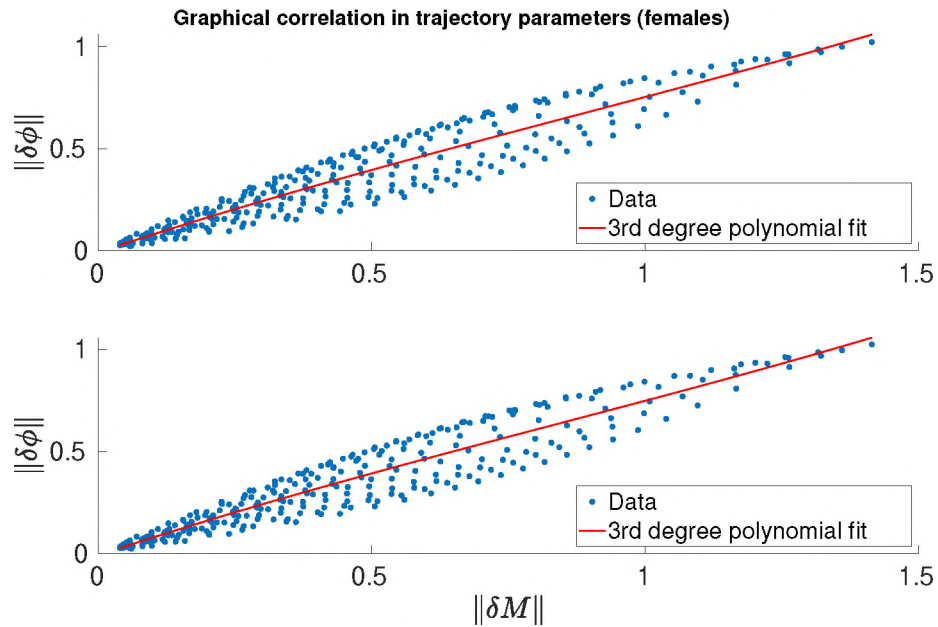 Graphical correlation in trajectory parameters (females)
1
0.5
0
‖δϕ‖
Data
3rd degree polynomial fit
0 0.5 1 1.5
1
0.5
0
‖δϕ‖
Data
3rd degree polynomial fit
0 0.5 1 1.5
‖δM‖